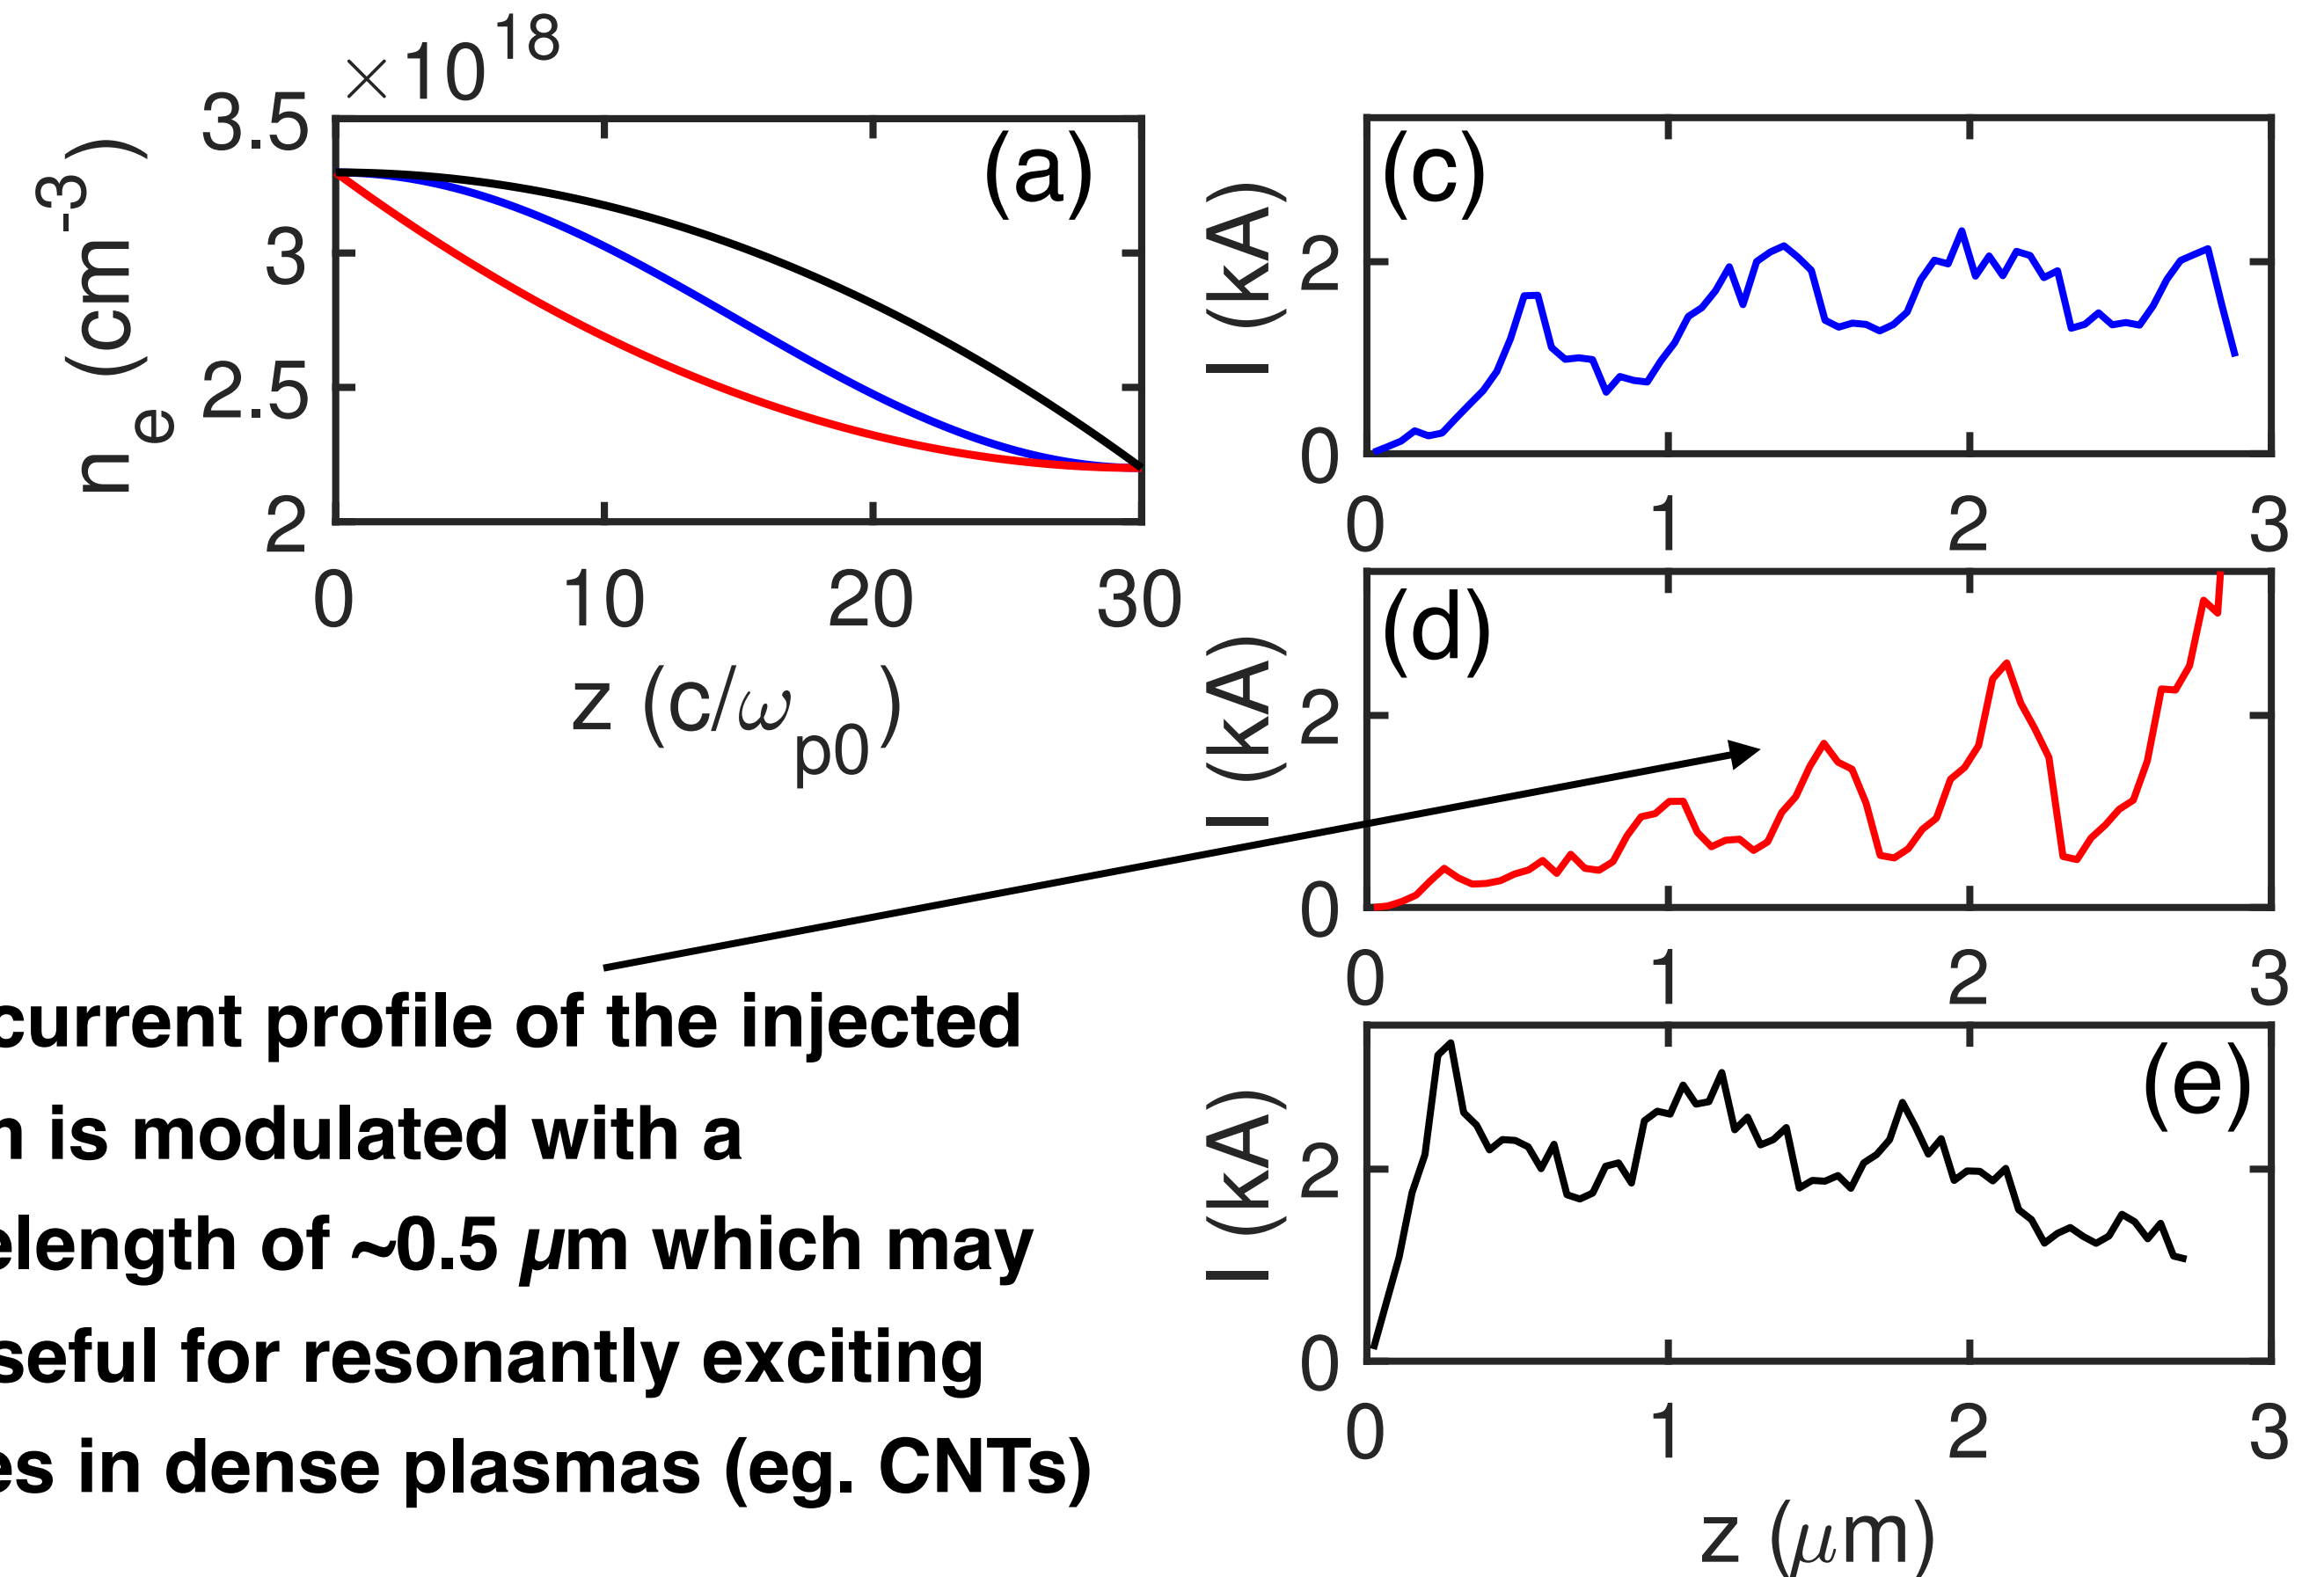 ×10^18
(a)
n_e (cm^-3)
3.5
3
2.5
2
0 10 20 30
z (c/ω_p0)
(c)
I (kA)
2
0
0 1 2 3
(d)
I (kA)
2
0
0 1 2 3
(e)
I (kA)
2
0
0 1 2 3
z (μm)
current profile of the injected
is modulated with a
elength of ~0.5 μm which may
seful for resonantly exciting
es in dense plasmas (eg. CNTs)